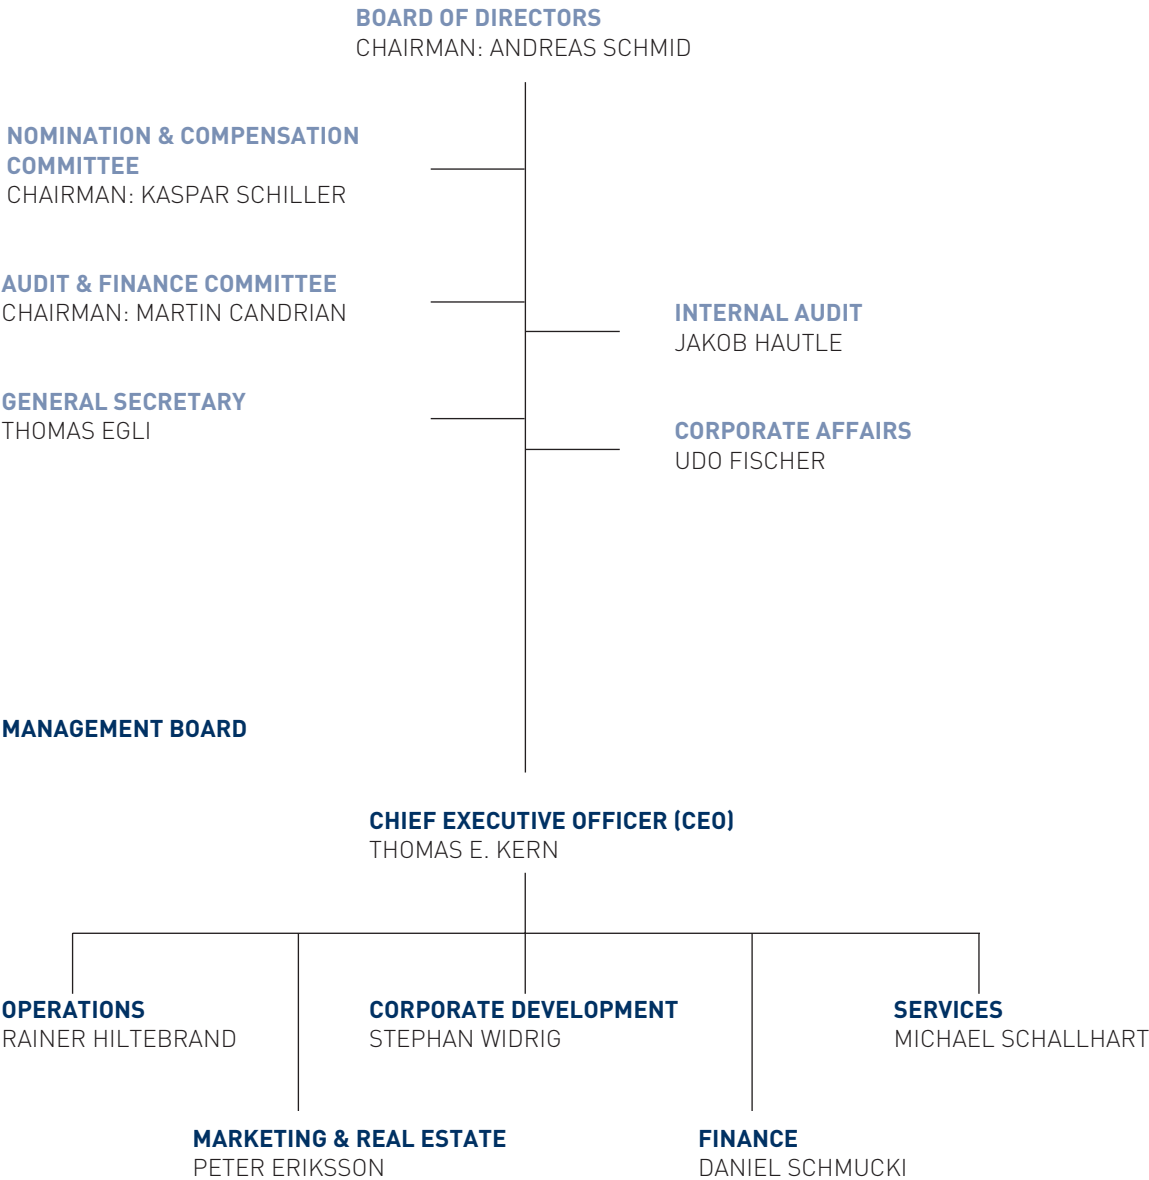 BOARD OF DIRECTORS
CHAIRMAN: ANDREAS SCHMID
NOMINATION & COMPENSATION
COMMITTEE
CHAIRMAN: KASPAR SCHILLER
AUDIT & FINANCE COMMITTEE
CHAIRMAN: MARTIN CANDRIAN
INTERNAL AUDIT
JAKOB HAUTLE
GENERAL SECRETARY
THOMAS EGLI
CORPORATE AFFAIRS
UDO FISCHER
MANAGEMENT BOARD
CHIEF EXECUTIVE OFFICER (CEO)
THOMAS E. KERN
OPERATIONS
RAINER HILTEBRAND
CORPORATE DEVELOPMENT
STEPHAN WIDRIG
SERVICES
MICHAEL SCHALLHART
MARKETING & REAL ESTATE
PETER ERIKSSON
FINANCE
DANIEL SCHMUCKI